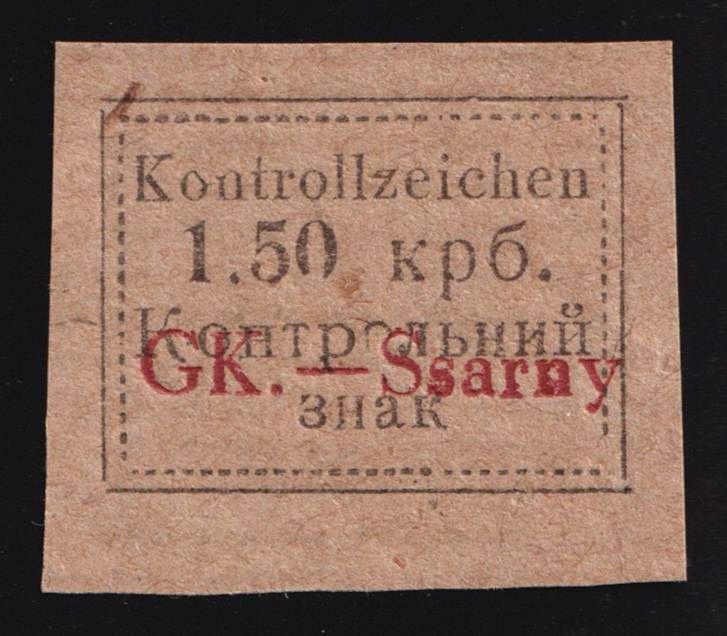 Kontrollzeichen
1.50 крб.
Контрольний
GK.—Ssarny
знак